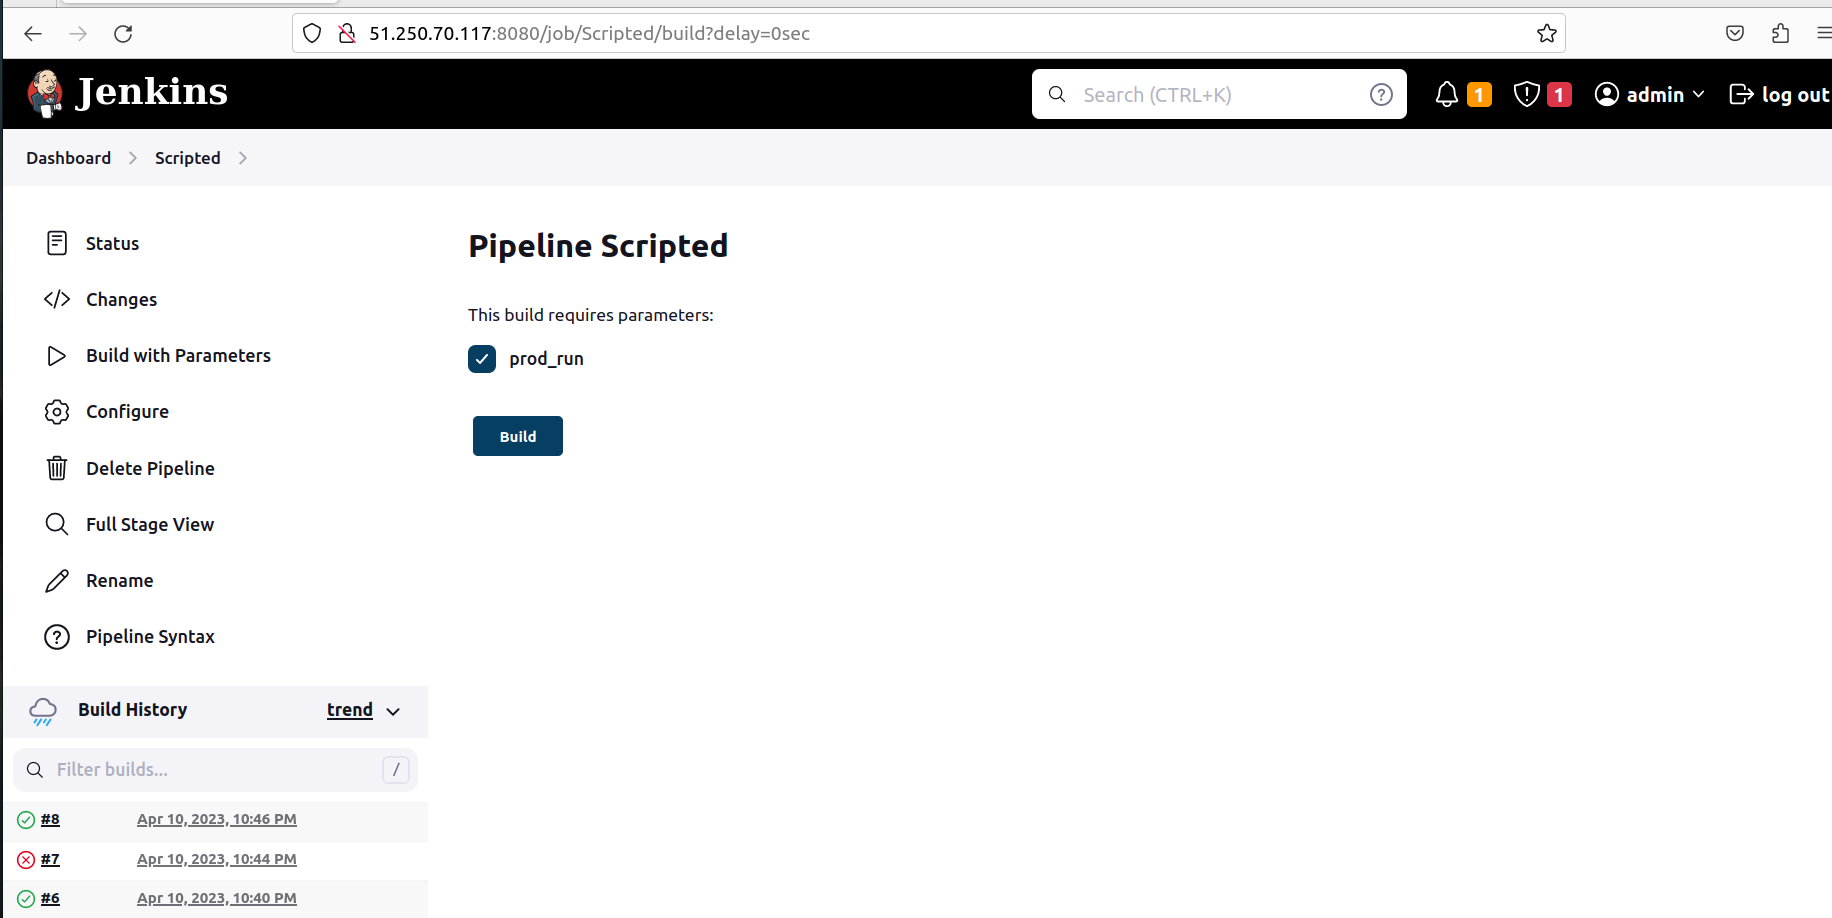 51.250.70.117:8080/job/Scripted/build?delay=0sec
Jenkins
Search (CTRL+K)
?
1
1
admin
log out
Dashboard
Scripted
Status
Changes
Build with Parameters
Configure
Delete Pipeline
Full Stage View
Rename
Pipeline Syntax
Pipeline Scripted
This build requires parameters:
prod_run
Build
Build History
trend
Filter builds...
/
#8 Apr 10, 2023, 10:46 PM
#7 Apr 10, 2023, 10:44 PM
#6 Apr 10, 2023, 10:40 PM